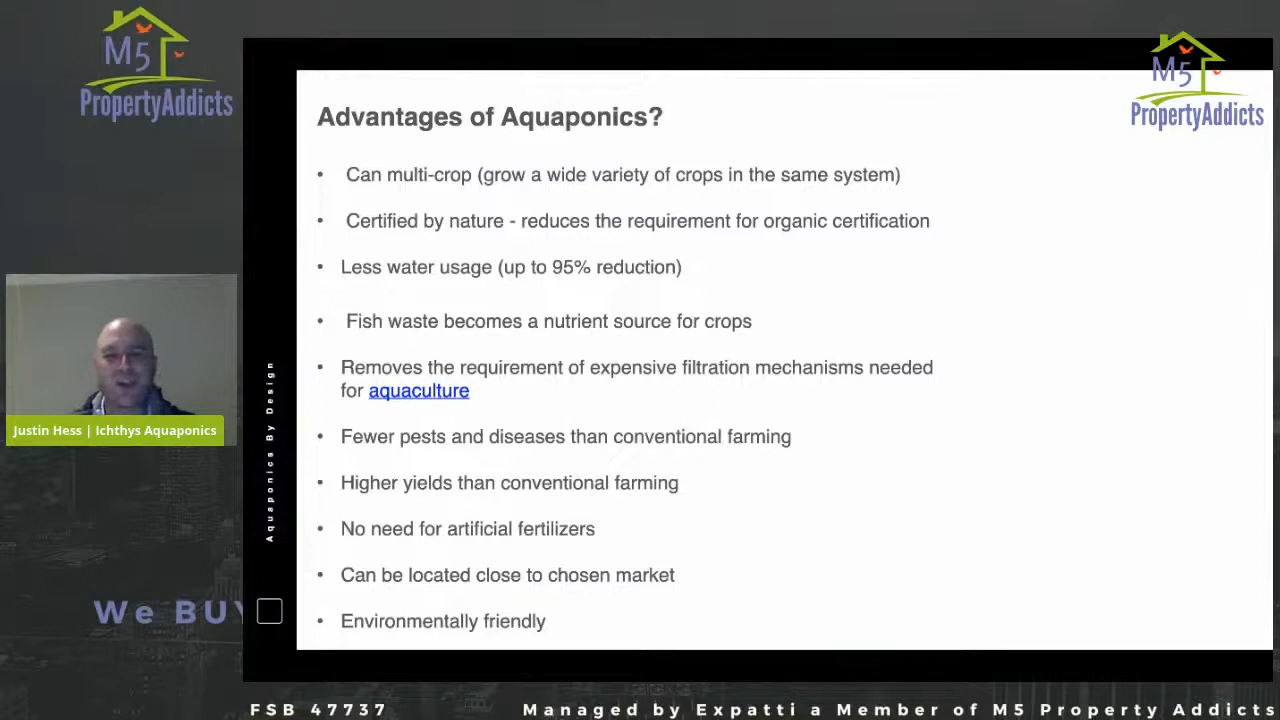 M5
PropertyAddicts
M5
PropertyAddicts
Advantages of Aquaponics?
• Can multi-crop (grow a wide variety of crops in the same system)
• Certified by nature - reduces the requirement for organic certification
• Less water usage (up to 95% reduction)
• Fish waste becomes a nutrient source for crops
• Removes the requirement of expensive filtration mechanisms needed
for aquaculture
• Fewer pests and diseases than conventional farming
• Higher yields than conventional farming
• No need for artificial fertilizers
• Can be located close to chosen market
• Environmentally friendly
Aquaponics By Design
Justin Hess | Ichthys Aquaponics
We BUY
FSB 47737
Managed by Expatti a Member of M5 Property Addicts